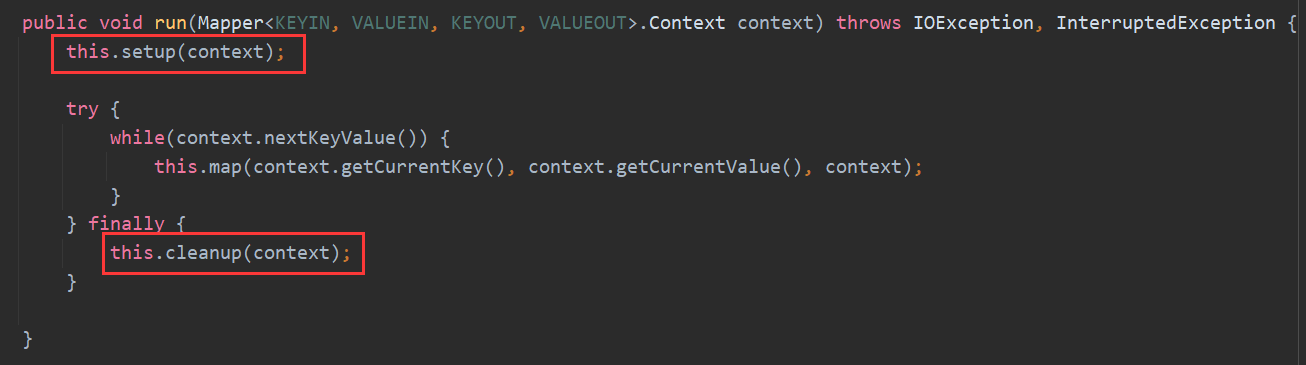 public void run(Mapper<KEYIN, VALUEIN, KEYOUT, VALUEOUT>.Context context) throws IOException, InterruptedException {
this.setup(context);
try {
while(context.nextKeyValue()) {
this.map(context.getCurrentKey(), context.getCurrentValue(), context);
}
} finally {
this.cleanup(context);
}
}